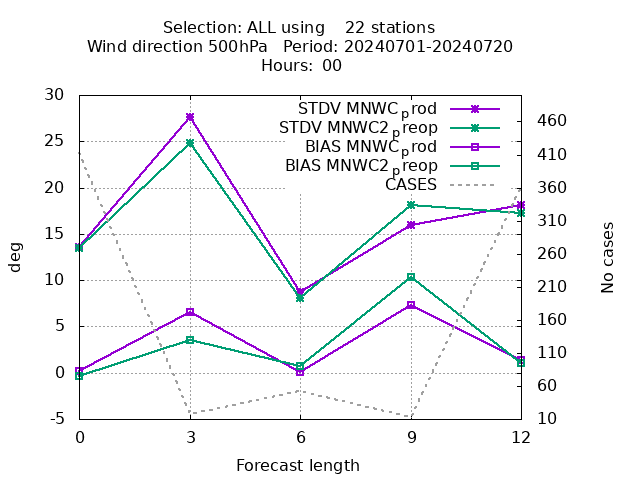 Selection: ALL using 22 stations
Wind direction 500hPa Period: 20240701-20240720
Hours: 00
STDV MNWC_prod
STDV MNWC2_preop
BIAS MNWC_prod
BIAS MNWC2_preop
CASES
30
25
20
15
10
5
0
-5
deg
460
410
360
310
260
210
160
110
60
10
No cases
0 3 6 9 12
Forecast length